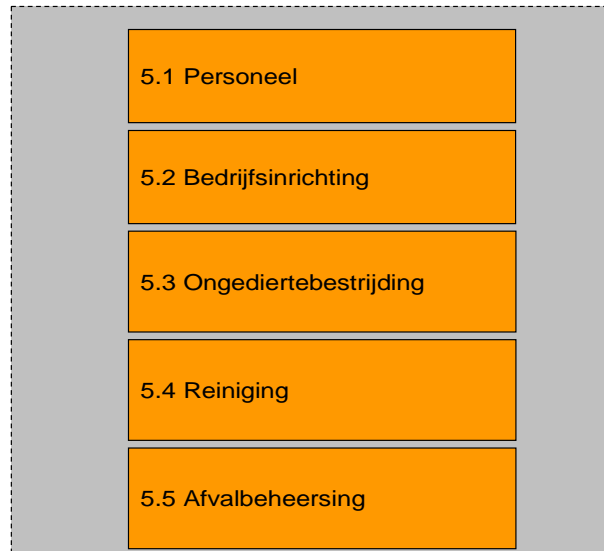 5.1 Personeel
5.2 Bedrijfsinrichting
5.3 Ongediertebestrijding
5.4 Reiniging
5.5 Afvalbeheersing